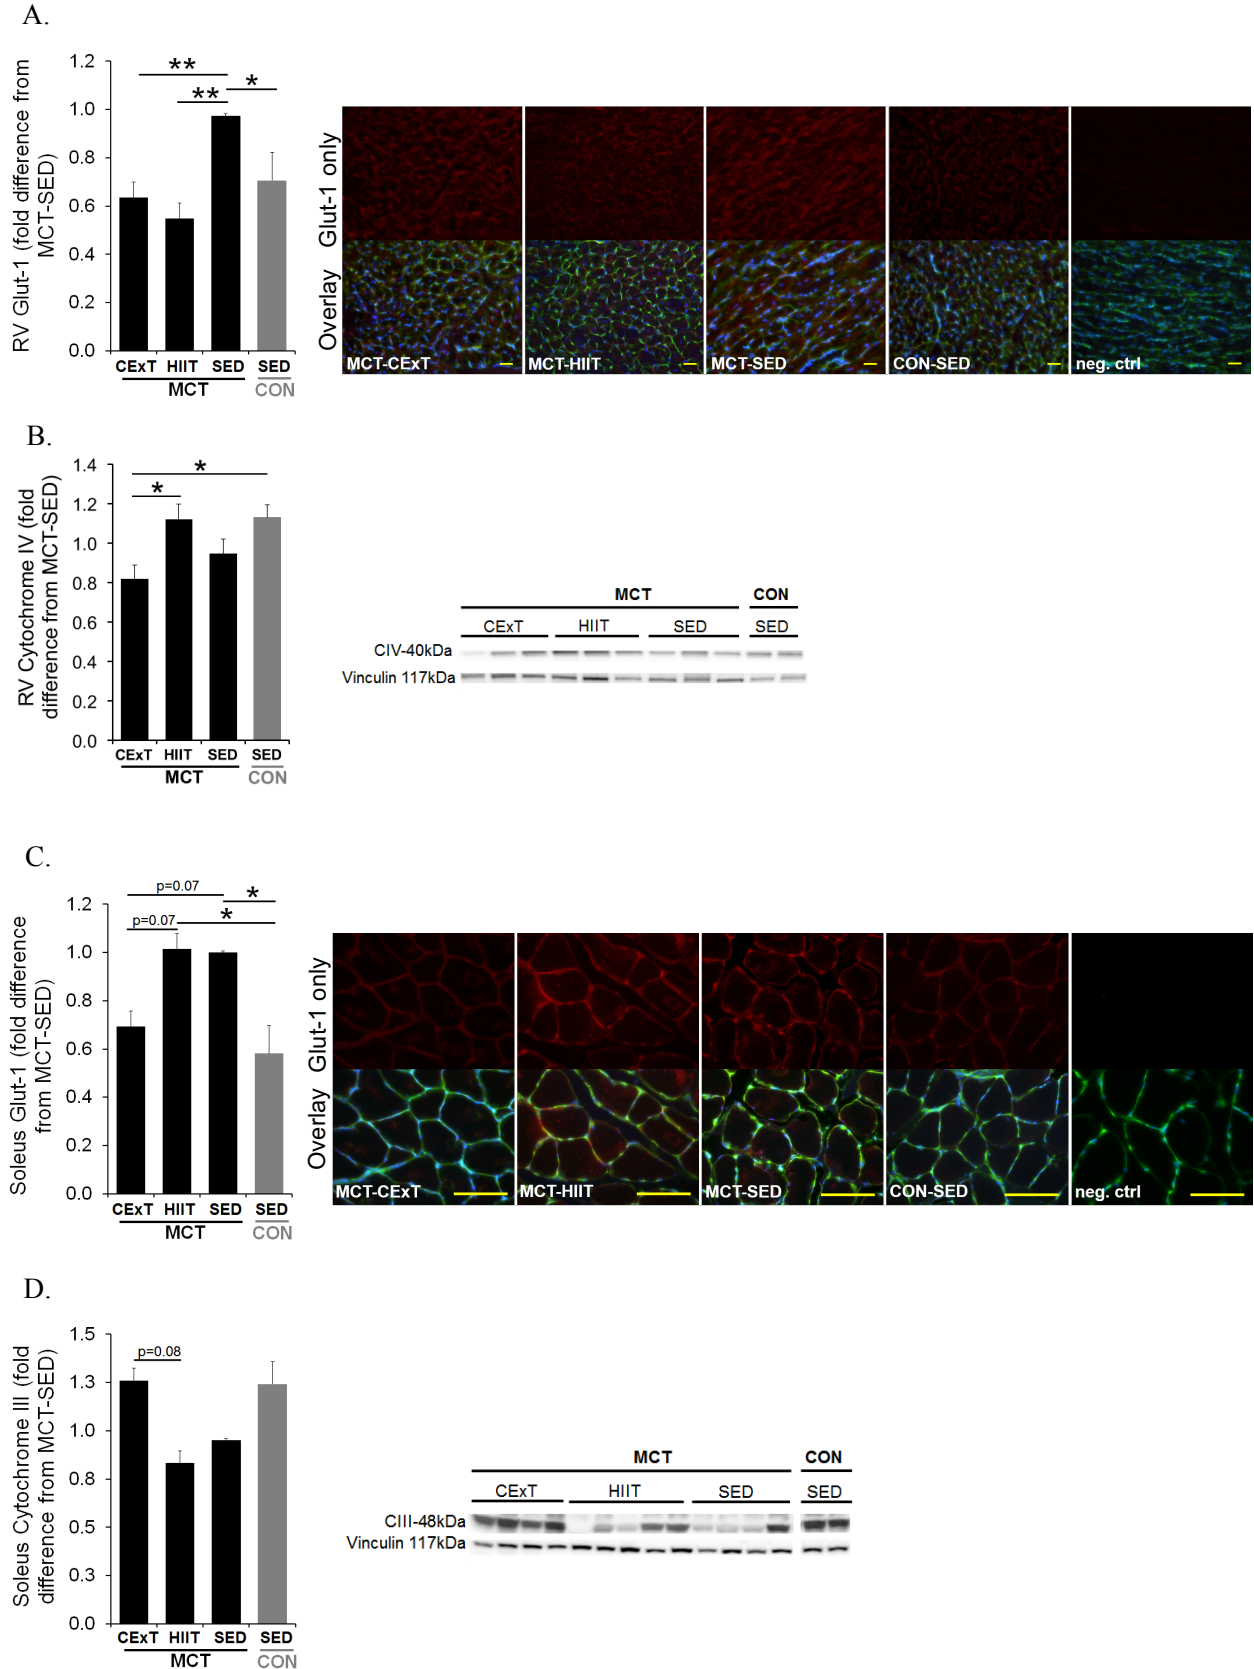 A.
RV Glut-1 (fold difference from
MCT-SED)
1.2
1.0
0.8
0.6
0.4
0.2
0.0
**
**
*
CExT HIIT SED SED
MCT CON
Glut-1 only
Overlay
MCT-CExT MCT-HIIT MCT-SED CON-SED neg. ctrl
B.
RV Cytochrome IV (fold
difference from MCT-SED)
1.4
1.2
1.0
0.8
0.6
0.4
0.2
0.0
*
*
CExT HIIT SED SED
MCT CON
MCT CON
CExT HIIT SED SED
CIV-40kDa
Vinculin 117kDa
C.
Soleus Glut-1 (fold difference
from MCT-SED)
1.2
1.0
0.8
0.6
0.4
0.2
0.0
p=0.07
*
p=0.07
*
CExT HIIT SED SED
MCT CON
Glut-1 only
Overlay
MCT-CExT MCT-HIIT MCT-SED CON-SED neg. ctrl
D.
Soleus Cytochrome III (fold
difference from MCT-SED)
1.5
1.3
1.0
0.8
0.5
0.3
0.0
p=0.08
CExT HIIT SED SED
MCT CON
MCT CON
CExT HIIT SED SED
CIII-48kDa
Vinculin 117kDa